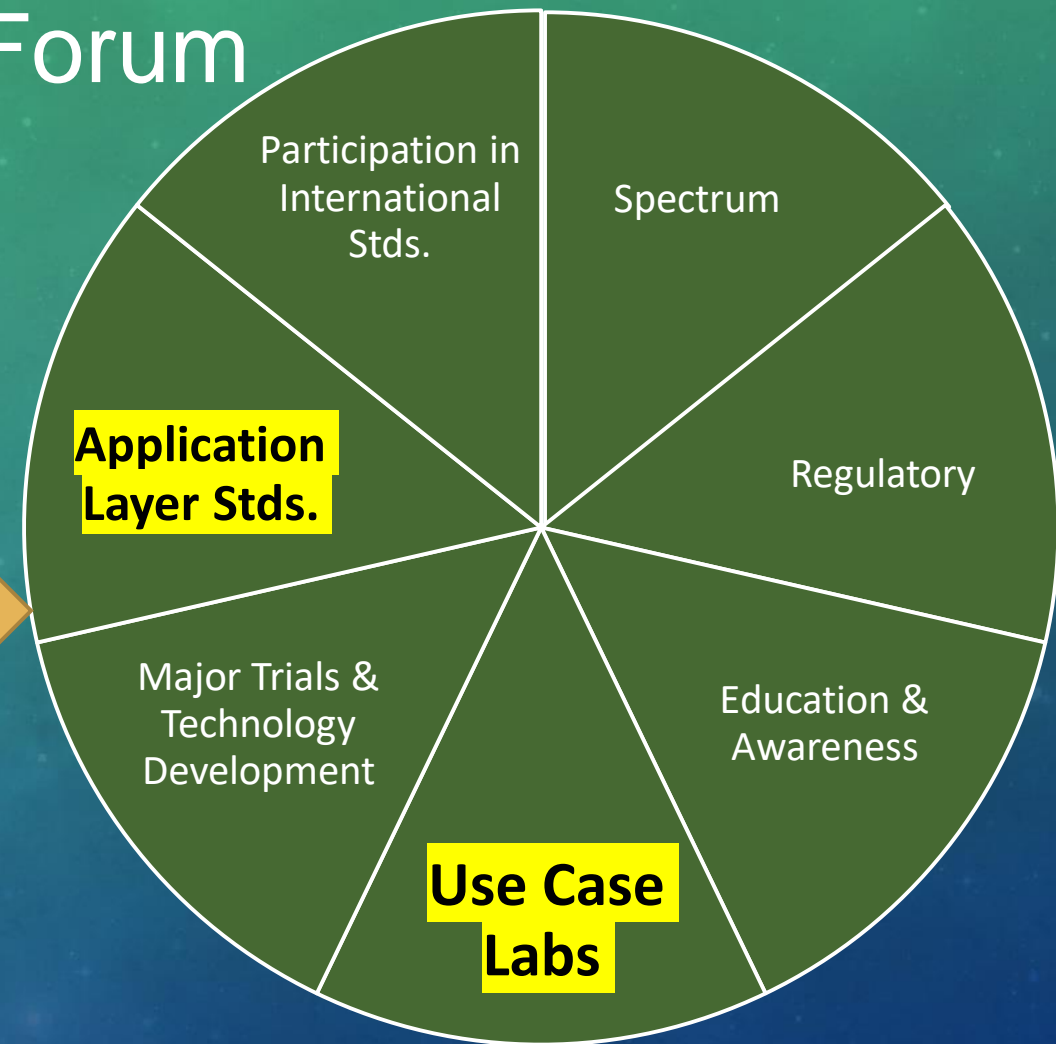 Forum
Participation in
International
Stds.
Spectrum
Application
Layer Stds.
Regulatory
Major Trials &
Technology
Development
Education &
Awareness
Use Case
Labs